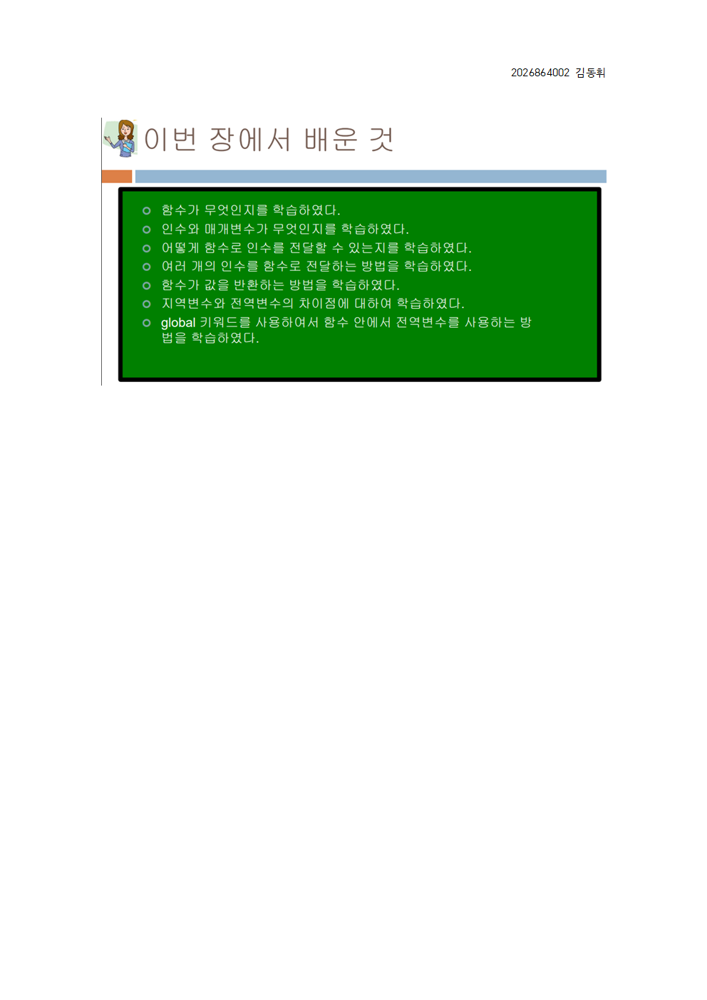 2026864002 김동휘
이번 장에서 배운 것
함수가 무엇인지를 학습하였다.
인수와 매개변수가 무엇인지를 학습하였다.
어떻게 함수로 인수를 전달할 수 있는지를 학습하였다.
여러 개의 인수를 함수로 전달하는 방법을 학습하였다.
함수가 값을 반환하는 방법을 학습하였다.
지역변수와 전역변수의 차이점에 대하여 학습하였다.
global 키워드를 사용하여서 함수 안에서 전역변수를 사용하는 방
법을 학습하였다.